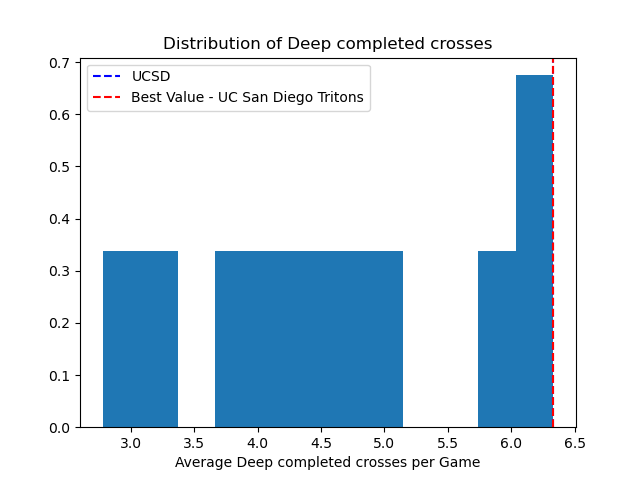 Distribution of Deep completed crosses
UCSD
Best Value - UC San Diego Tritons
0.7
0.6
0.5
0.4
0.3
0.2
0.1
0.0
3.0 3.5 4.0 4.5 5.0 5.5 6.0 6.5
Average Deep completed crosses per Game